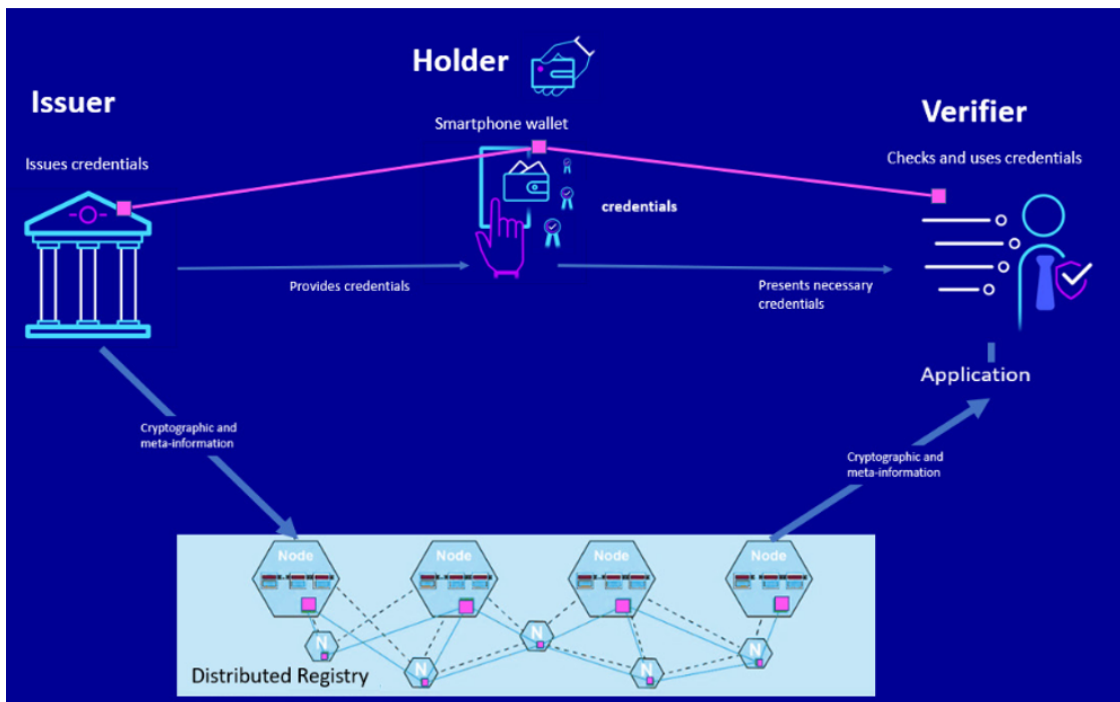 Holder
Issuer
Smartphone wallet
Verifier
Issues credentials
Checks and uses credentials
credentials
Provides credentials
Presents necessary
credentials
Application
Cryptographic and
meta-information
Cryptographic and
meta-information
Node
Node
Node
Node
N
N
N
N
N
Distributed Registry